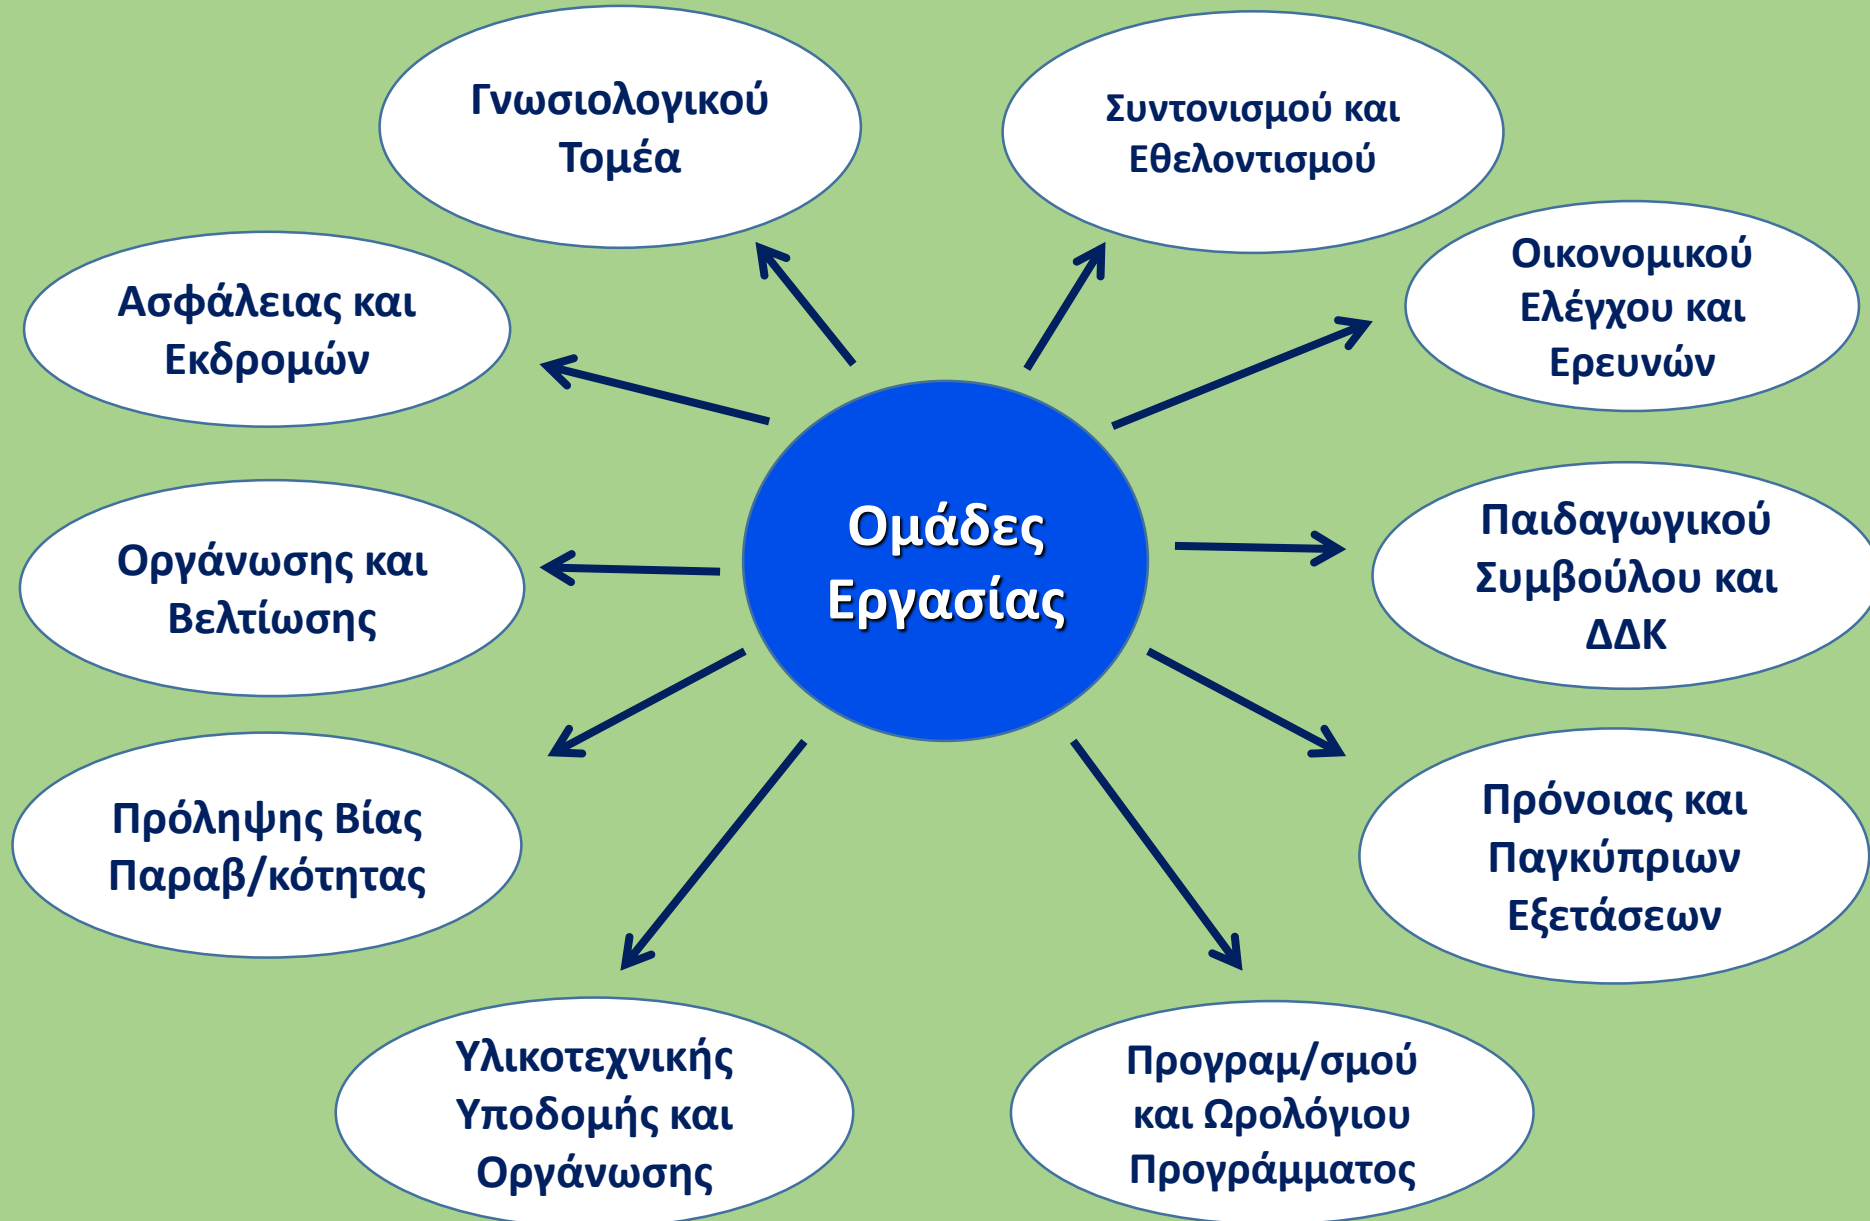 Γνωσιολογικού
Τομέα
Συντονισμού και
Εθελοντισμού
Οικονομικού
Ελέγχου και
Ερευνών
Ασφάλειας και
Εκδρομών
Ομάδες
Εργασίας
Παιδαγωγικού
Συμβούλου και
ΔΔΚ
Οργάνωσης και
Βελτίωσης
Πρόνοιας και
Παγκύπριων
Εξετάσεων
Πρόληψης Βίας
Παραβ/κότητας
Υλικοτεχνικής
Υποδομής και
Οργάνωσης
Προγραμ/σμού
και Ωρολόγιου
Προγράμματος